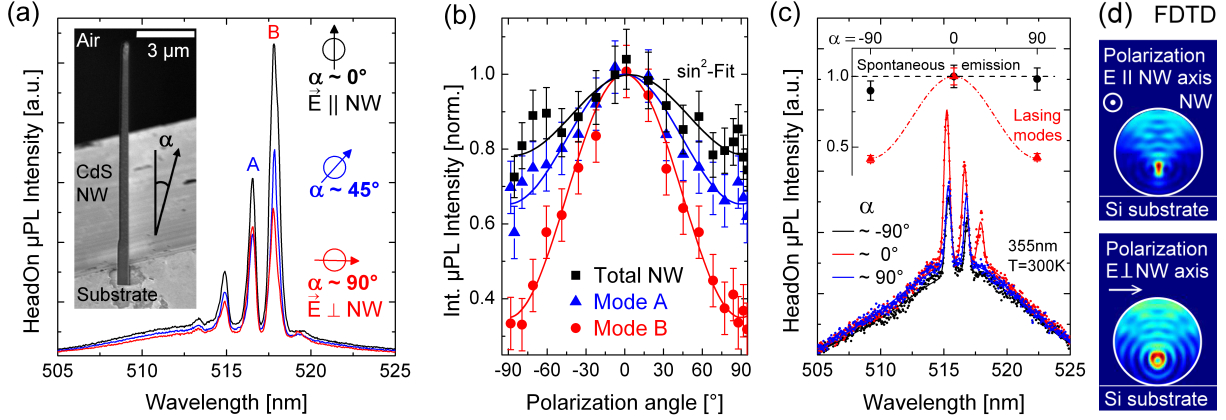 (a)
Air
3 μm
CdS
NW
α
Substrate
A
B
α ~ 0°
E || NW
α ~ 45°
α ~ 90°
E ⊥ NW
HeadOn μPL Intensity [a.u.]
505 510 515 520 525
Wavelength [nm]
(b)
sin²-Fit
Total NW
Mode A
Mode B
Int. μPL Intensity [norm.]
1.0
0.8
0.6
0.4
-90 -60 -30 0 30 60 90
Polarization angle [°]
(c)
α = -90 0 90
Spontaneous emission
1.0
0.5
Lasing
modes
α
~ -90°
~ 0°
~ 90°
355nm
T=300K
HeadOn μPL Intensity [a.u.]
505 510 515 520 525
Wavelength [nm]
(d) FDTD
Polarization
E || NW axis
NW
Si substrate
Polarization
E⊥NW axis
Si substrate